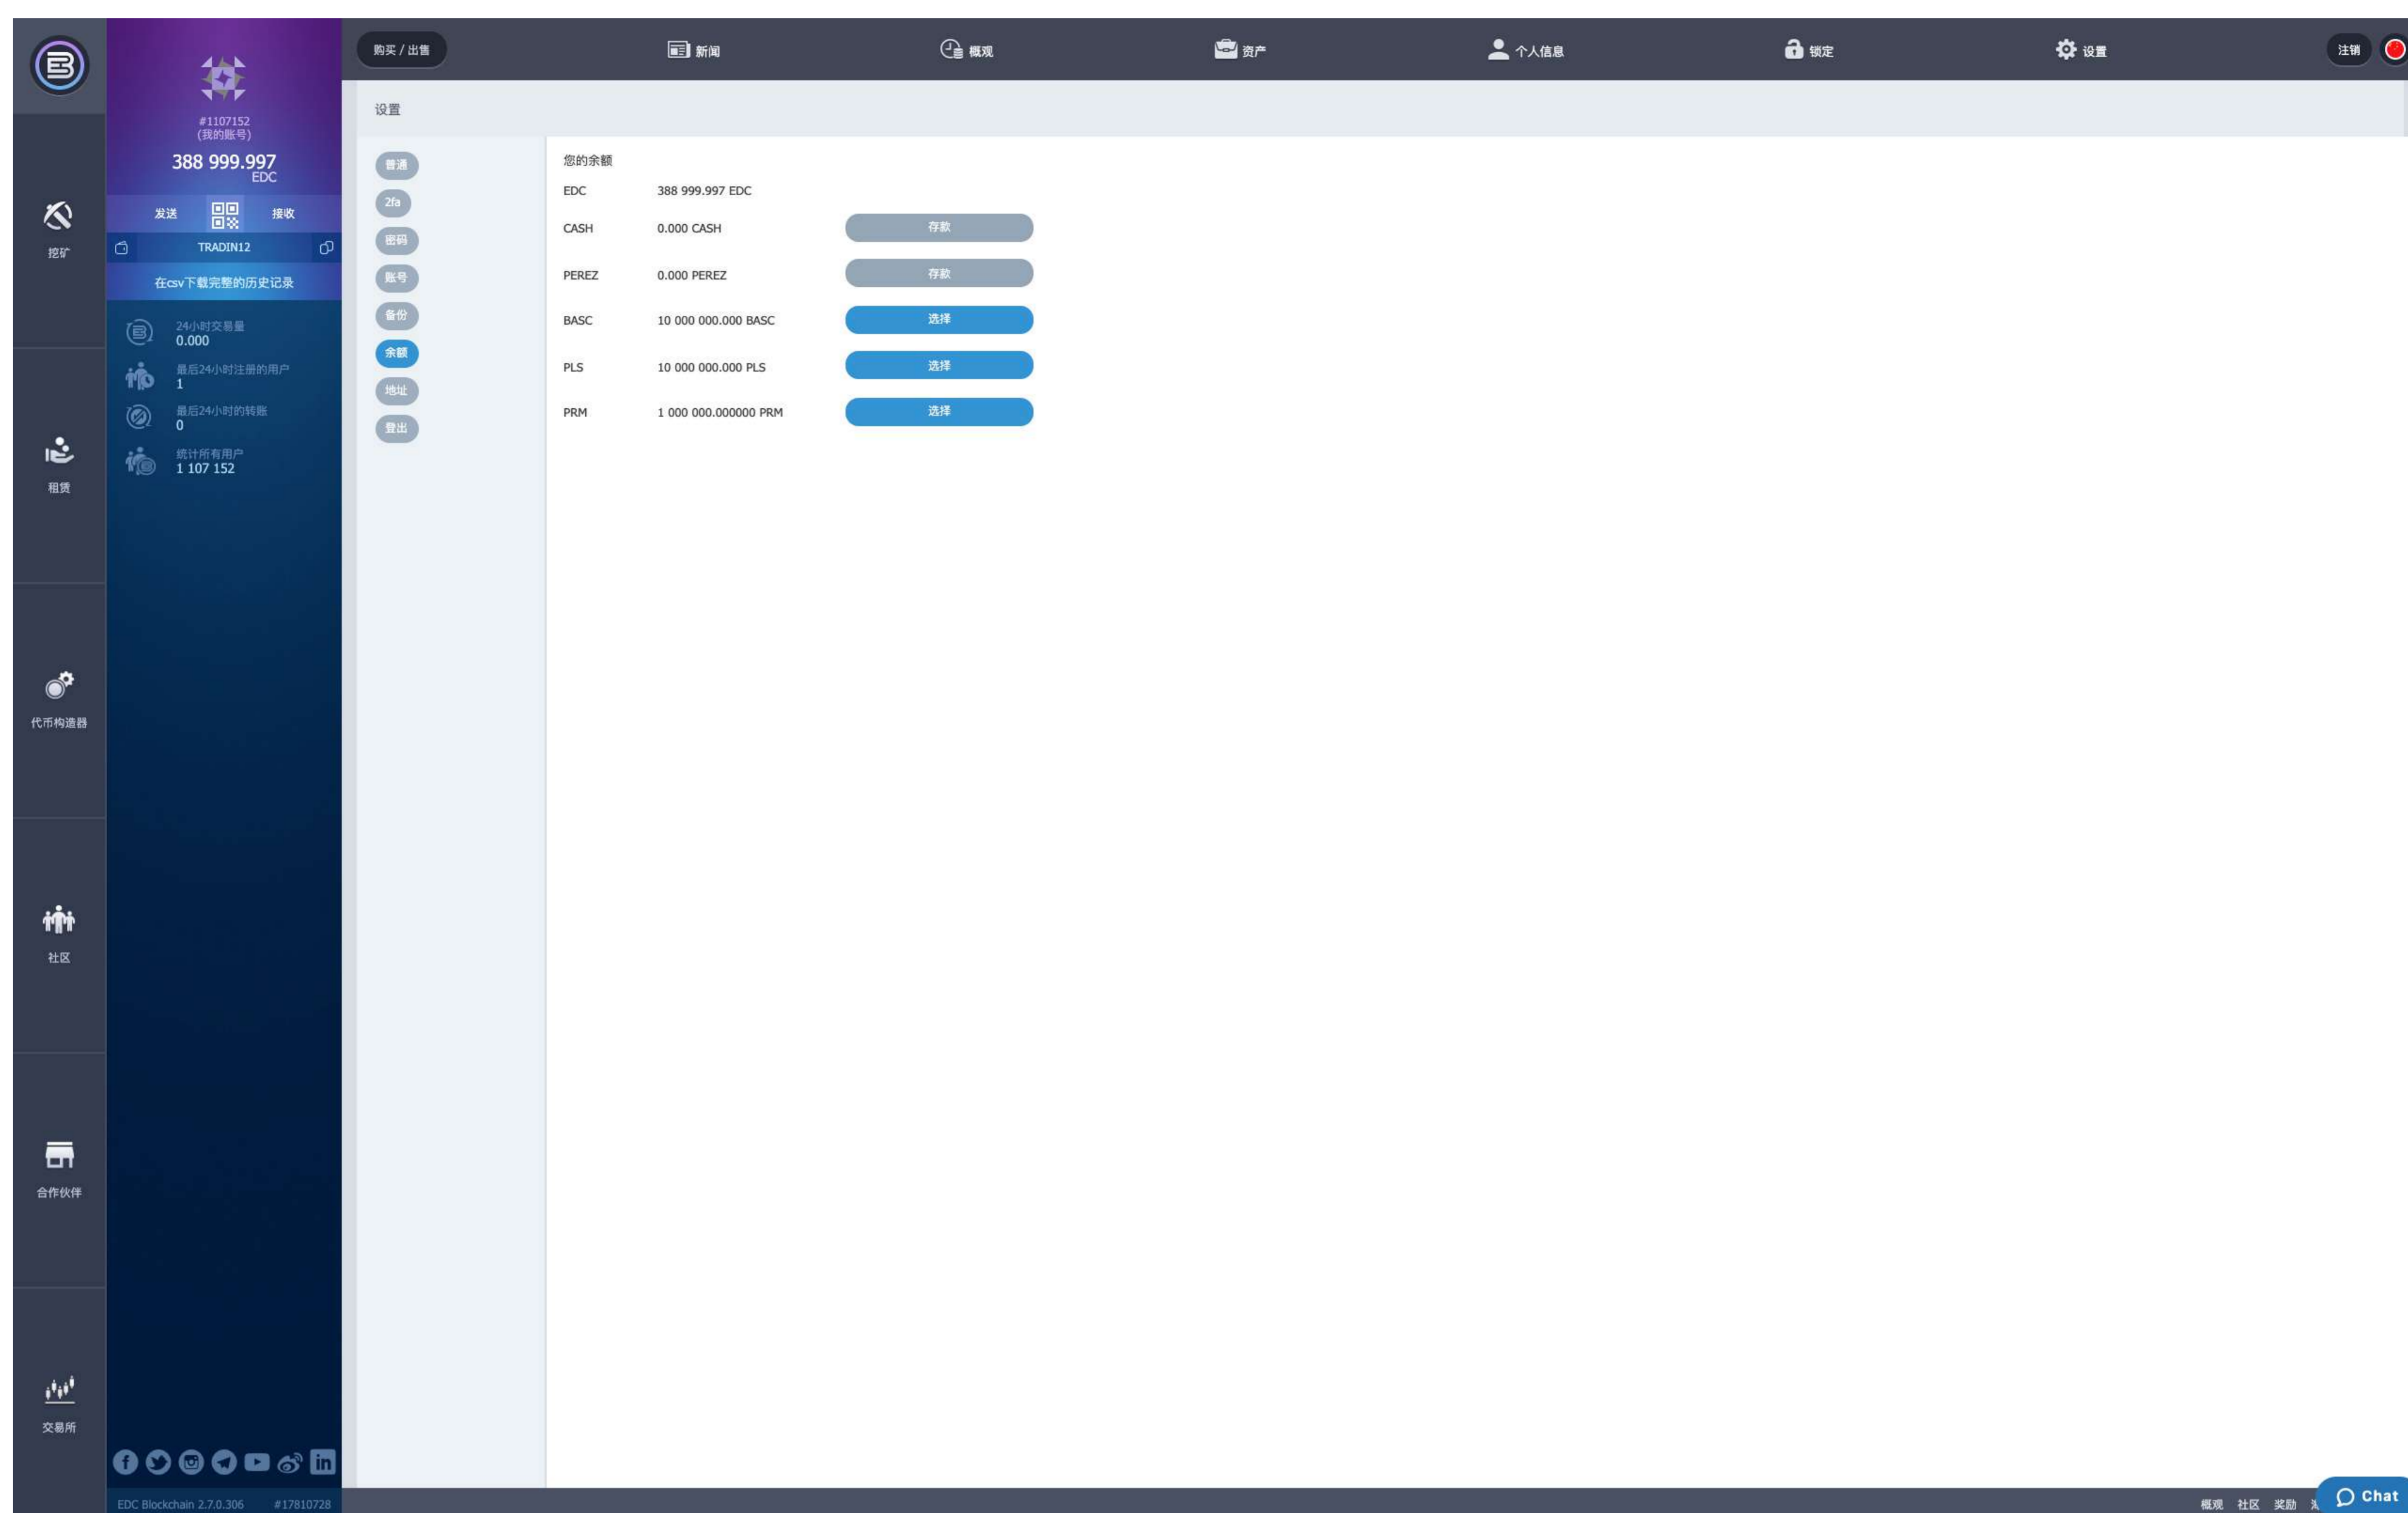 挖矿
租赁
代币构造器
社区
合作伙伴
交易所
#1107152
(我的账号)
388 999.997
EDC
发送
接收
TRADIN12
在csv下载完整的历史记录
24小时交易量
0.000
最后24小时注册的用户
1
最后24小时的转账
0
统计所有用户
1 107 152
EDC Blockchain 2.7.0.306 #17810728
购买 / 出售
新闻
概观
资产
个人信息
锁定
设置
注销
设置
普通
2fa
密码
账号
备份
余额
地址
登出
您的余额
EDC 388 999.997 EDC
CASH 0.000 CASH 存款
PEREZ 0.000 PEREZ 存款
BASC 10 000 000.000 BASC 选择
PLS 10 000 000.000 PLS 选择
PRM 1 000 000.000000 PRM 选择
概观 社区 奖励
Chat